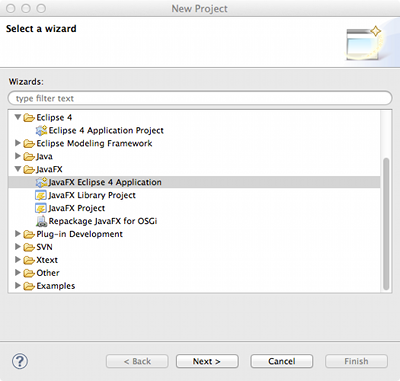 New Project
Select a wizard
Wizards:
type filter text
Eclipse 4
Eclipse 4 Application Project
Eclipse Modeling Framework
Java
JavaFX
JavaFX Eclipse 4 Application
JavaFX Library Project
JavaFX Project
Repackage JavaFX for OSGi
Plug-in Development
SVN
Xtext
Other
Examples
? < Back Next > Cancel Finish